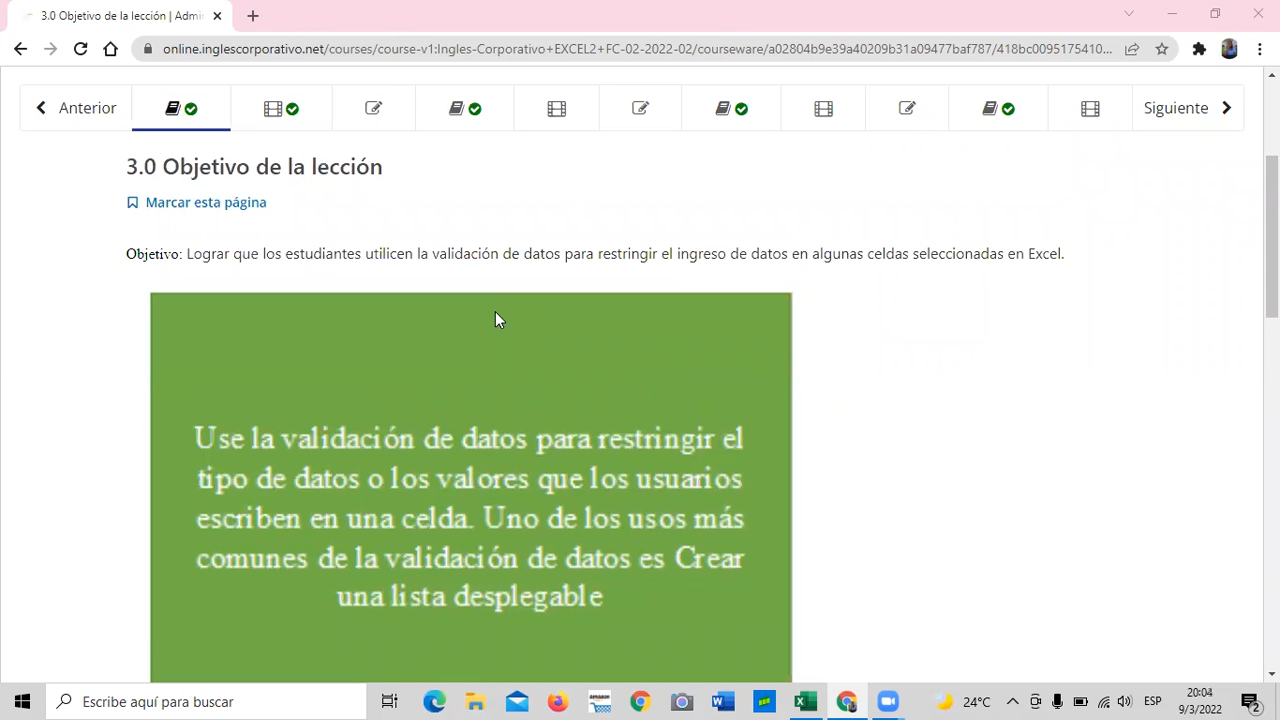 3.0 Objetivo de la lección | Admi
online.inglescorporativo.net/courses/course-v1:Ingles-Corporativo+EXCEL2+FC-02-2022-02/courseware/a02804b9e39a40209b31a09477baf787/418bc0095175410...
Anterior
Siguiente
3.0 Objetivo de la lección
Marcar esta página
Objetivo: Lograr que los estudiantes utilicen la validación de datos para restringir el ingreso de datos en algunas celdas seleccionadas en Excel.
Use la validación de datos para restringir el
tipo de datos o los valores que los usuarios
escriben en una celda. Uno de los usos más
comunes de la validación de datos es Crear
una lista desplegable
Escribe aquí para buscar
amazon
24°C
ESP
20:04
9/3/2022
2